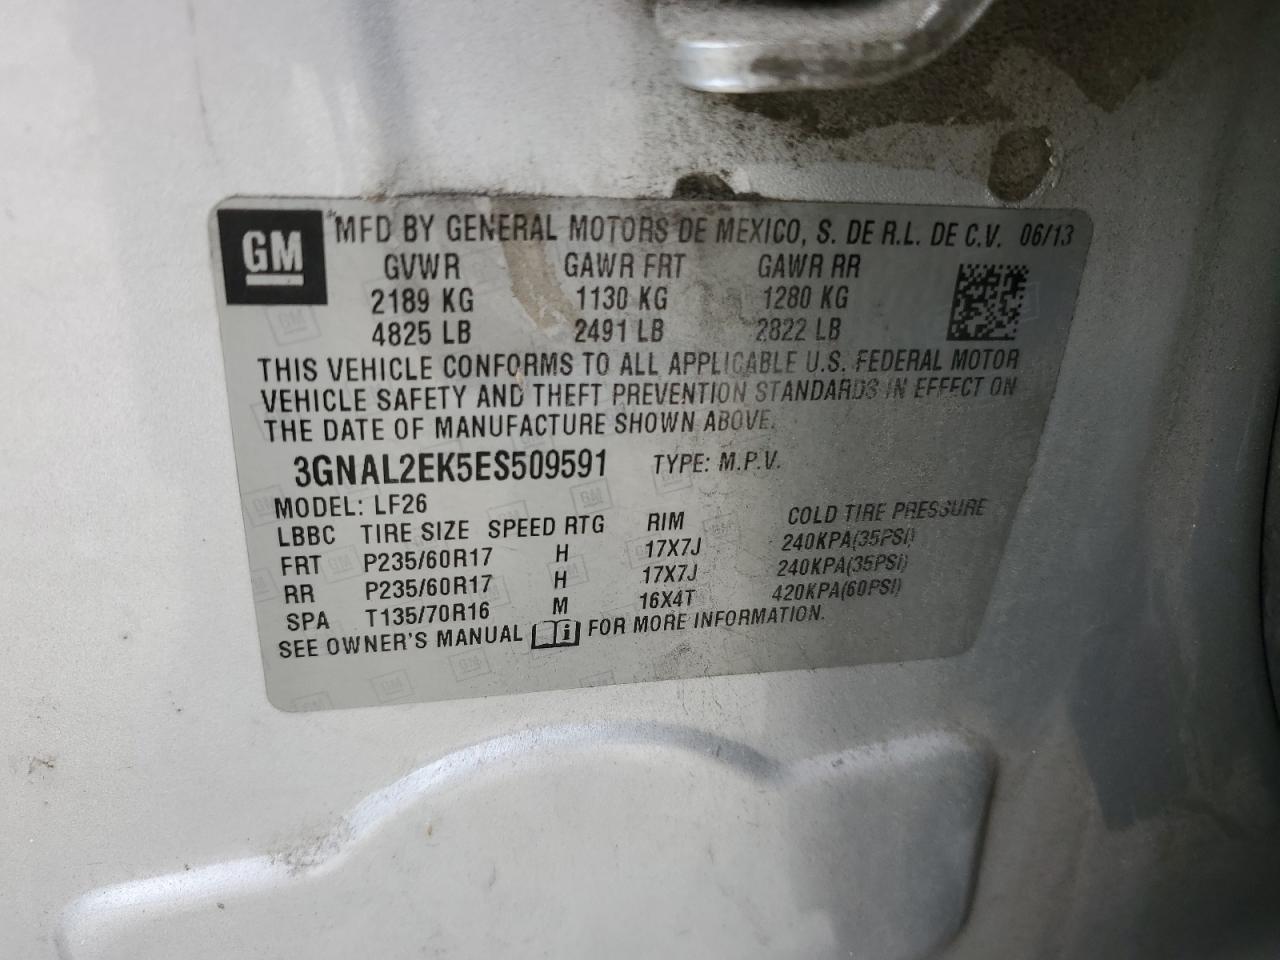 GM
*MFD BY GENERAL MOTORS DE MEXICO, S. DE R.L. DE C.V. 06/13
GVWR GAWR FRT GAWR RR
2189 KG 1130 KG 1280 KG
4825 LB 2491 LB 2822 LB
THIS VEHICLE CONFORMS TO ALL APPLICABLE U.S. FEDERAL MOTOR
VEHICLE SAFETY AND THEFT PREVENTION STANDARDS IN EFFECT ON
THE DATE OF MANUFACTURE SHOWN ABOVE.
3GNAL2EK5ES509591 TYPE: M.P.V.
MODEL: LF26
LBBC TIRE SIZE SPEED RTG RIM COLD TIRE PRESSURE
FRT P235/60R17 H 17X7J 240KPA(35PSI)
RR P235/60R17 H 17X7J 240KPA(35PSI)
SPA T135/70R16 M 16X4T 420KPA(60PSI)
SEE OWNER'S MANUAL FOR MORE INFORMATION.